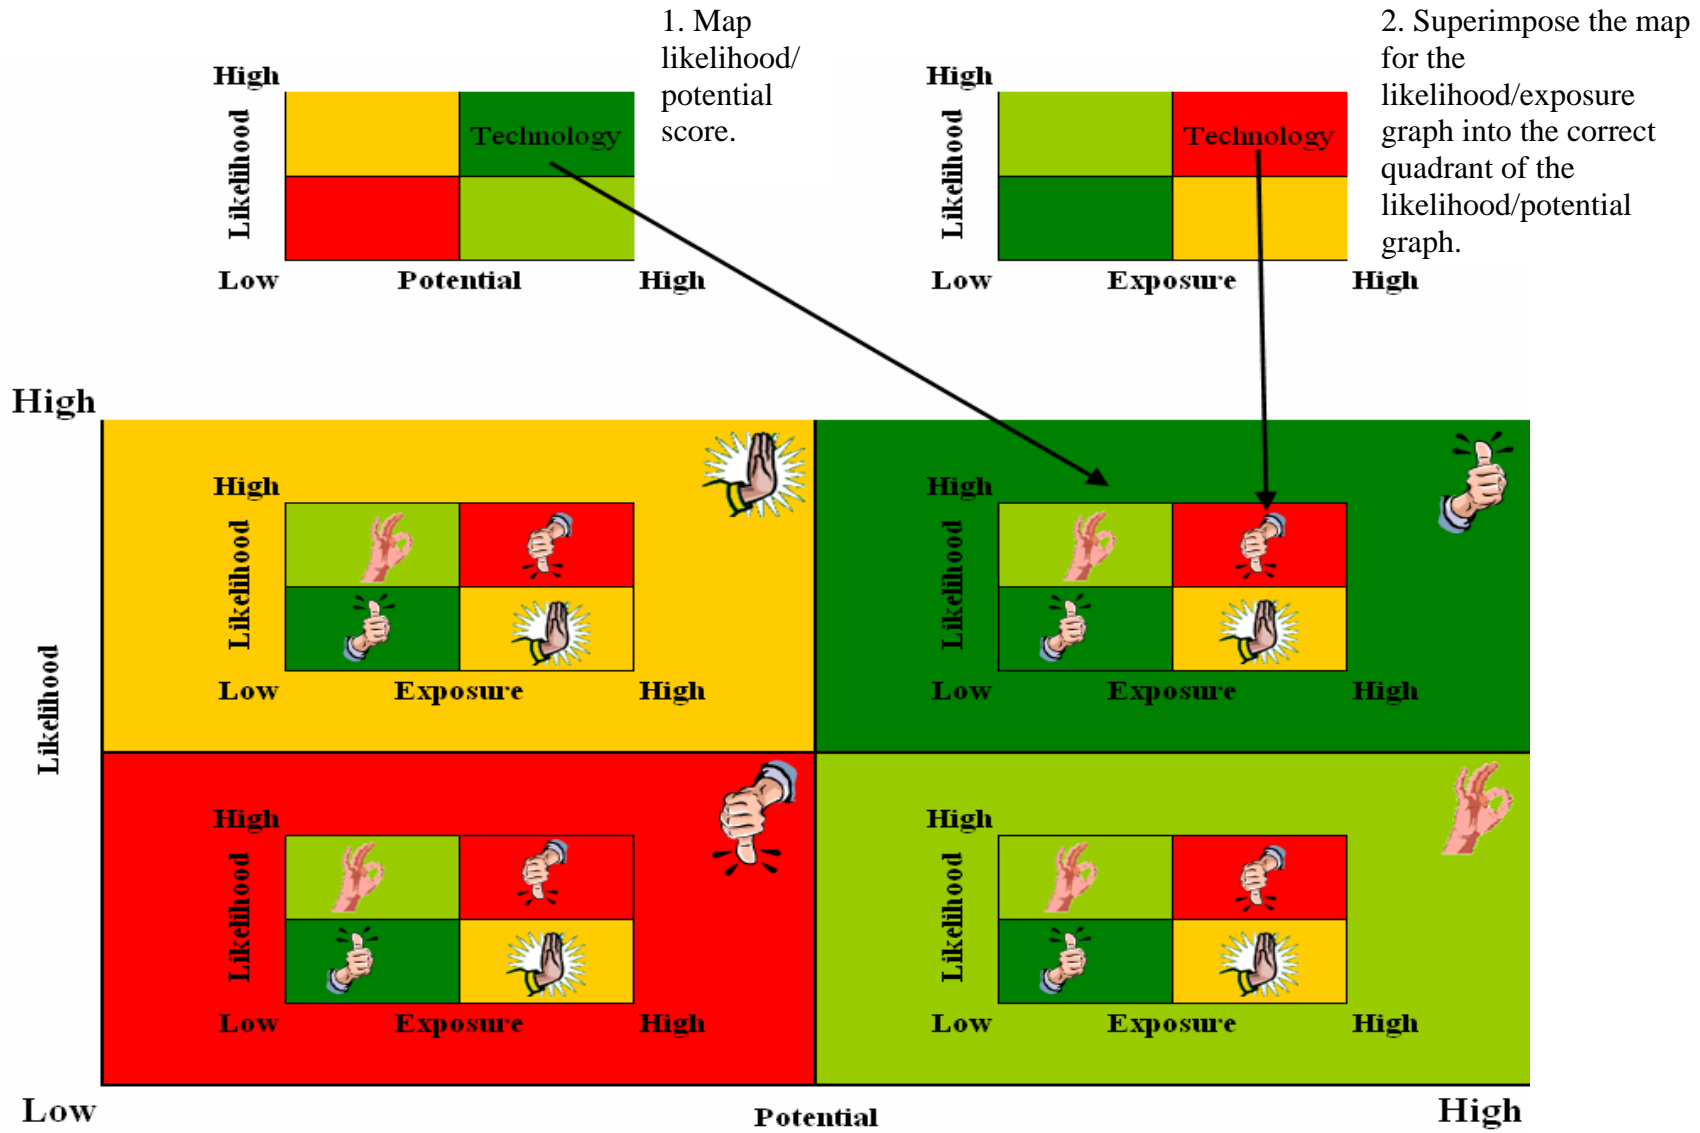 1. Map
likelihood/
potential
score.
2. Superimpose the map
for the
likelihood/exposure
graph into the correct
quadrant of the
likelihood/potential
graph.
High
Likelihood
Technology
Low
Potential
High
High
Likelihood
Technology
Low
Exposure
High
High
Likelihood
High
Likelihood
Low
Exposure
High
High
Likelihood
Low
Exposure
High
High
Likelihood
Low
Exposure
High
High
Likelihood
Low
Exposure
High
Low
Potential
High